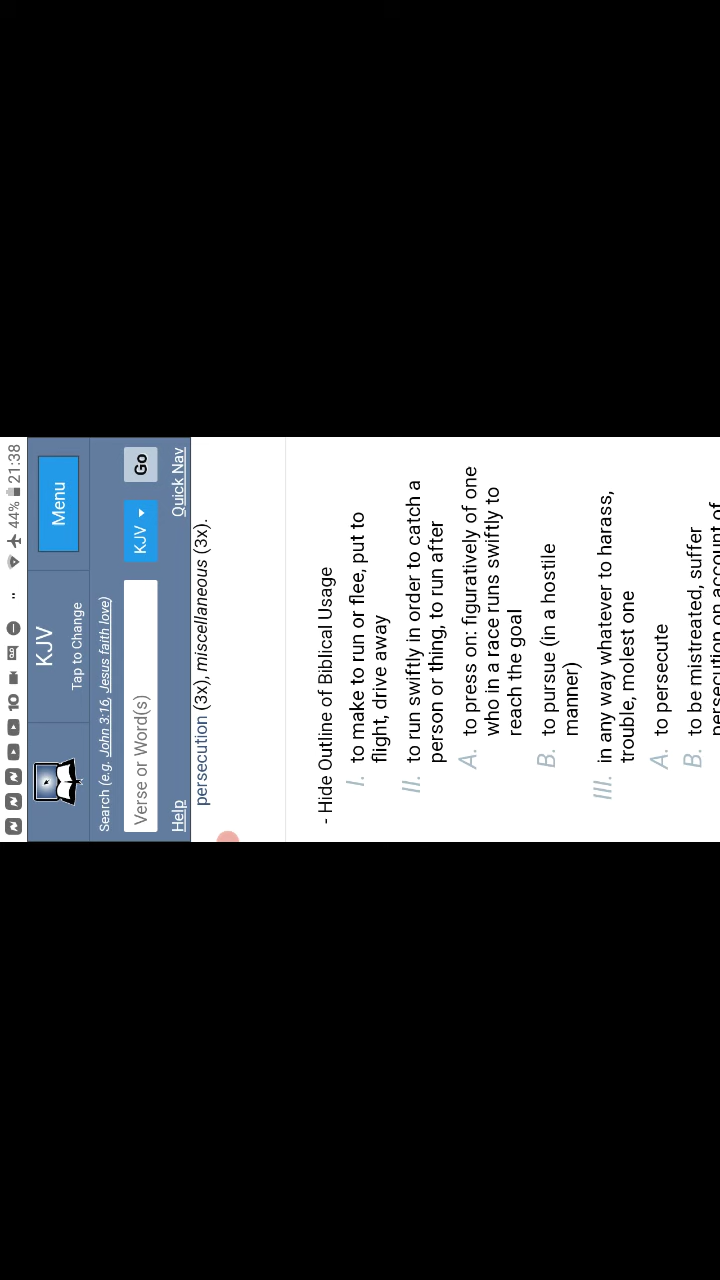 44% 21:38
KJV
Tap to Change
Menu
Search (e.g. John 3:16, Jesus faith love)
Verse or Word(s)
KJV
Go
Help
Quick Nav
persecution (3x), miscellaneous (3x).
- Hide Outline of Biblical Usage
I. to make to run or flee, put to
flight, drive away
II. to run swiftly in order to catch a
person or thing, to run after
A. to press on: figuratively of one
who in a race runs swiftly to
reach the goal
B. to pursue (in a hostile
manner)
III. in any way whatever to harass,
trouble, molest one
A. to persecute
B. to be mistreated, suffer
persecution on account of